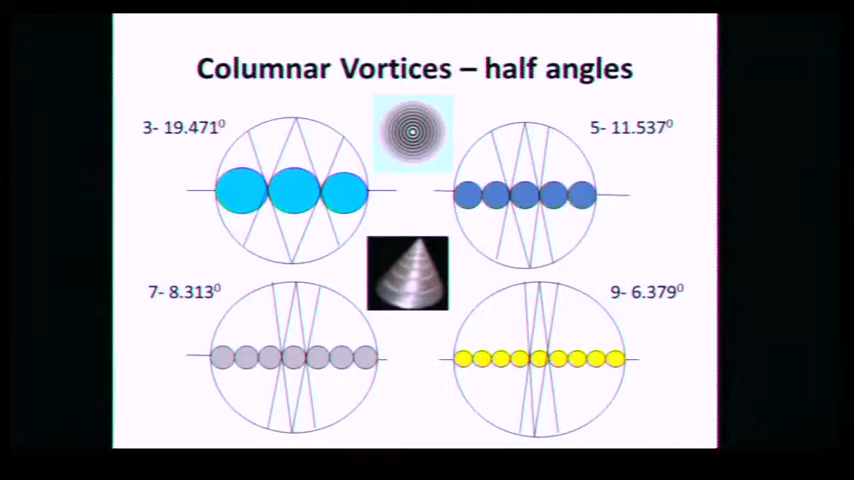 Columnar Vortices – half angles
3- 19.471⁰
5- 11.537⁰
7- 8.313⁰
9- 6.379⁰